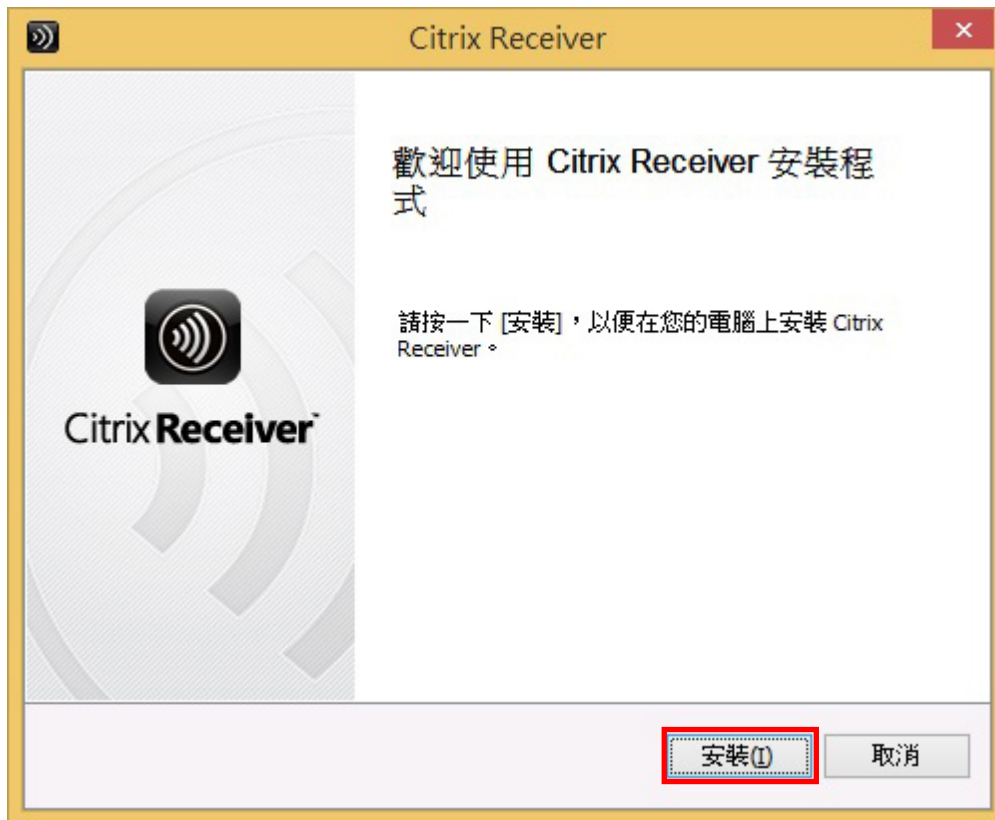 Citrix Receiver
歡迎使用 Citrix Receiver 安裝程
式
請按一下 [安裝]，以便在您的電腦上安裝 Citrix
Receiver。
Citrix Receiver™
安裝(I)
取消